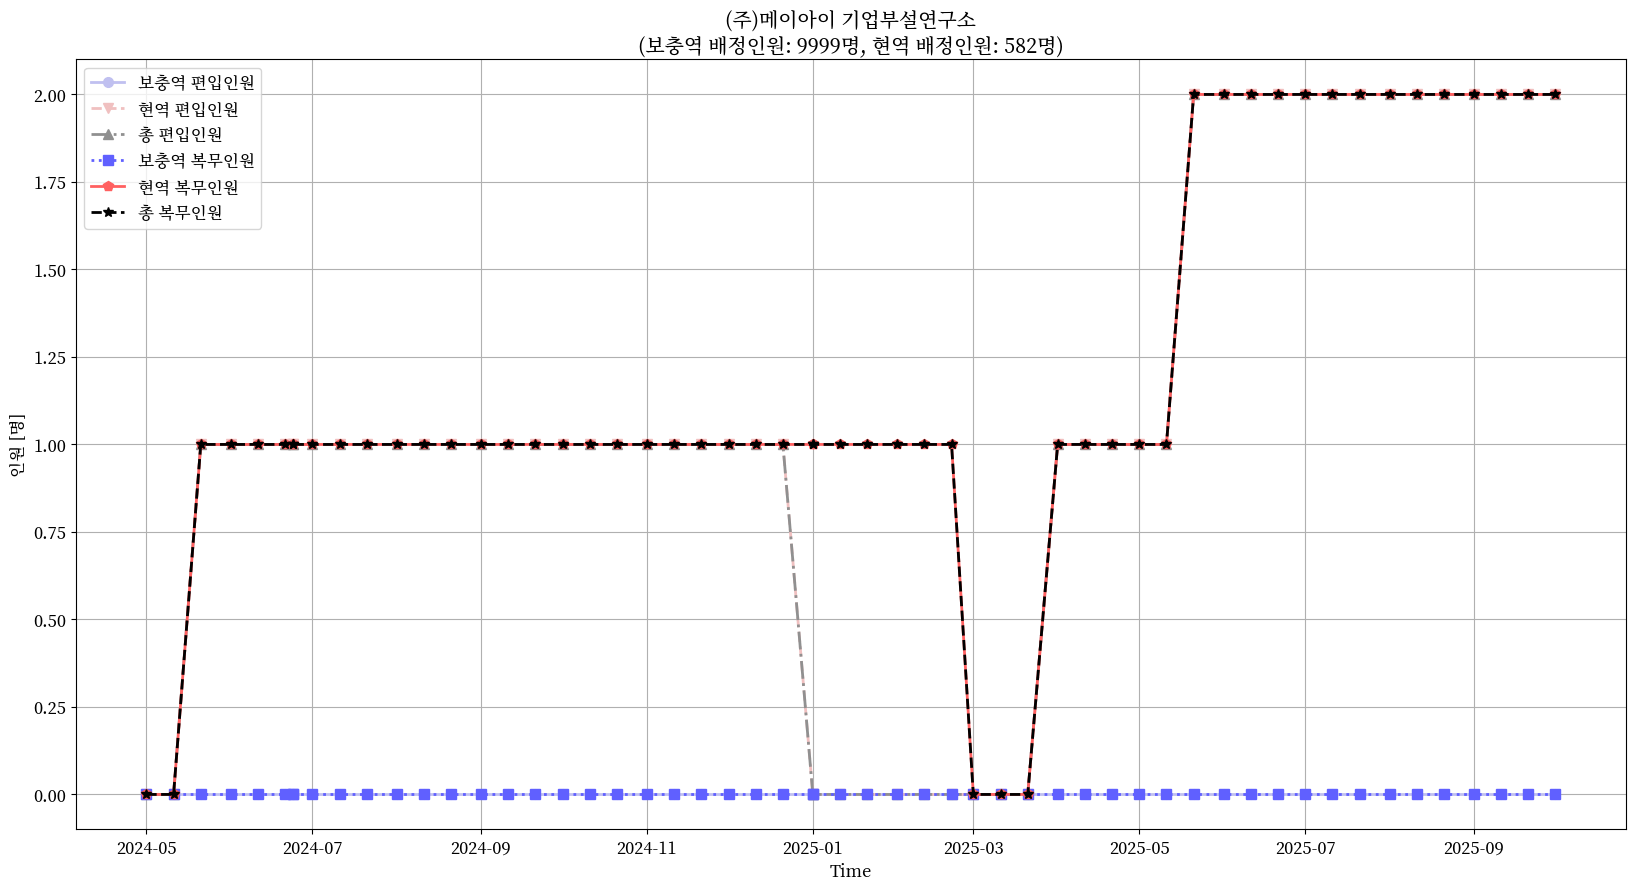 (주)메이아이 기업부설연구소
(보충역 배정인원: 9999명, 현역 배정인원: 582명)
보충역 편입인원
현역 편입인원
총 편입인원
보충역 복무인원
현역 복무인원
총 복무인원
인원 [명]
2.00
1.75
1.50
1.25
1.00
0.75
0.50
0.25
0.00
2024-05 2024-07 2024-09 2024-11 2025-01 2025-03 2025-05 2025-07 2025-09
Time